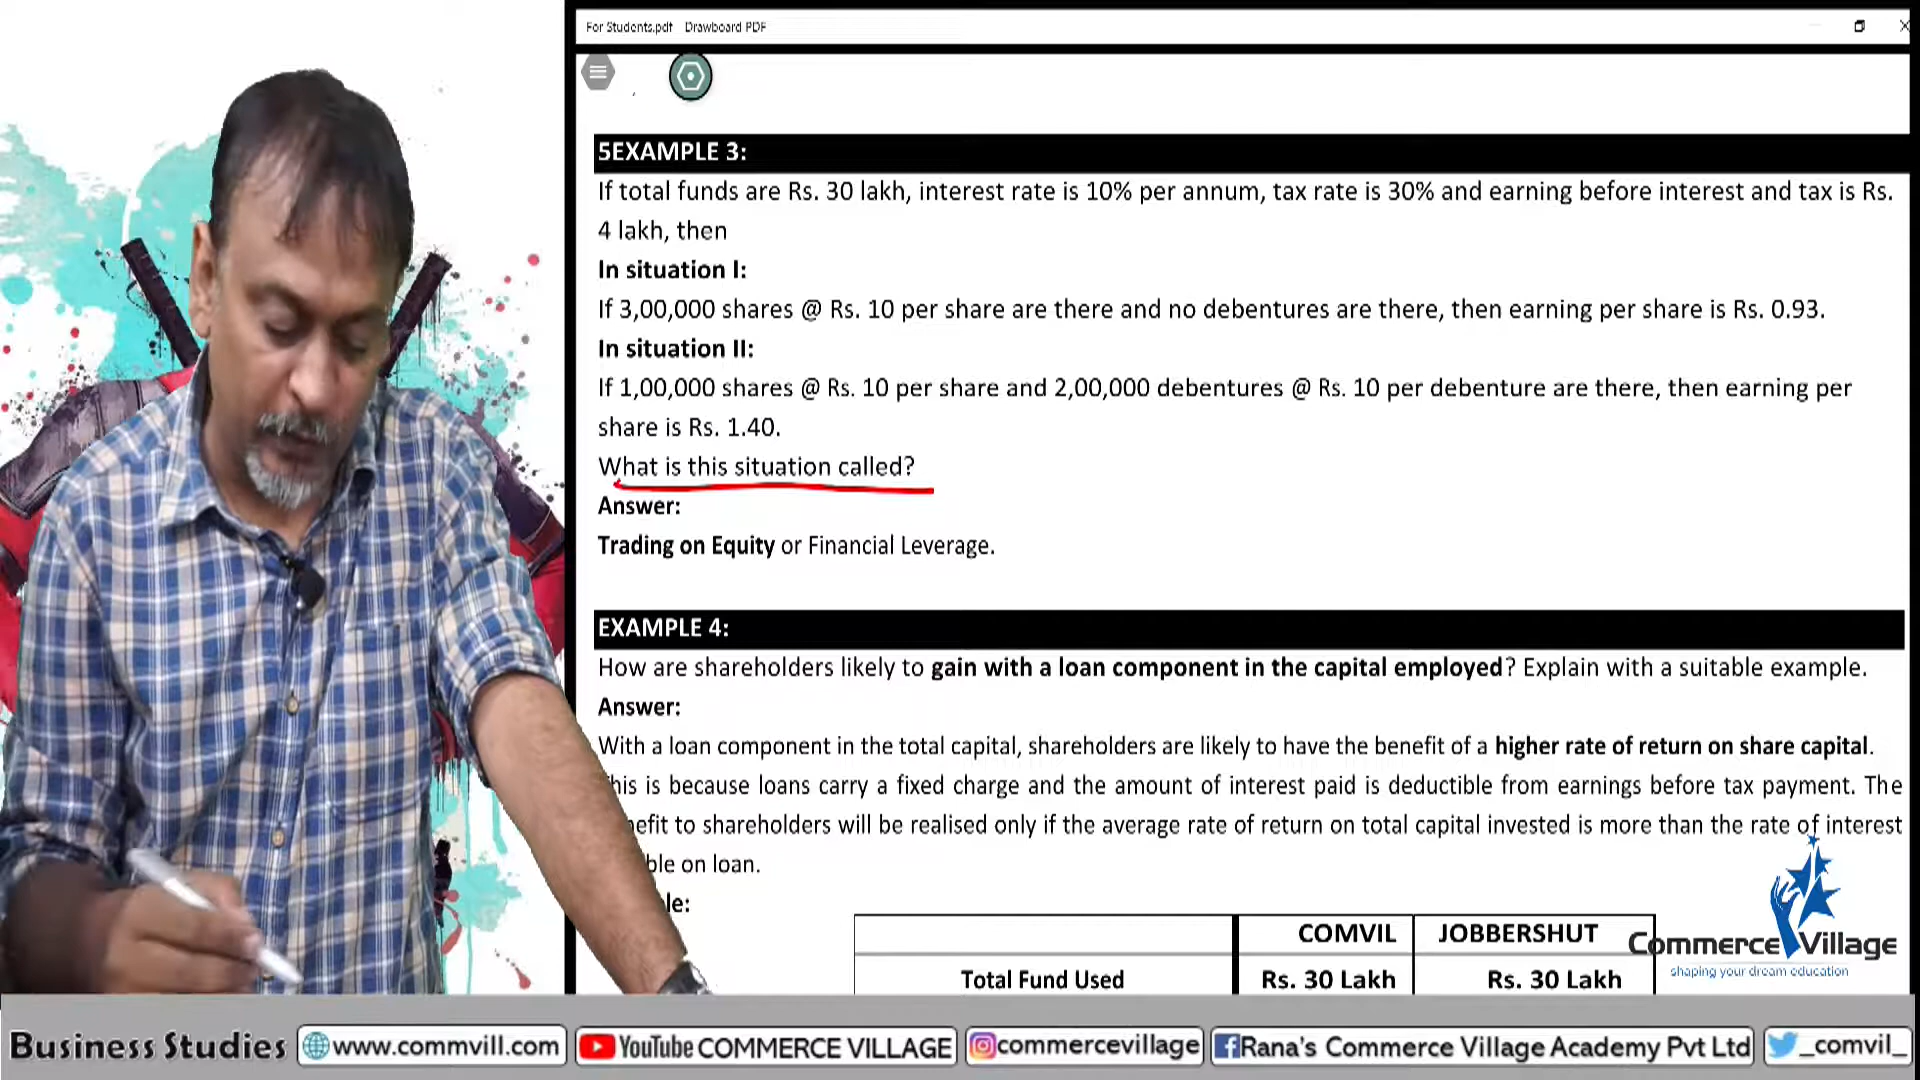 For Students.pdf Drawboard PDF
5EXAMPLE 3:
If total funds are Rs. 30 lakh, interest rate is 10% per annum, tax rate is 30% and earning before interest and tax is Rs.
4 lakh, then
In situation I:
If 3,00,000 shares @ Rs. 10 per share are there and no debentures are there, then earning per share is Rs. 0.93.
In situation II:
If 1,00,000 shares @ Rs. 10 per share and 2,00,000 debentures @ Rs. 10 per debenture are there, then earning per
share is Rs. 1.40.
What is this situation called?
Answer:
Trading on Equity or Financial Leverage.
EXAMPLE 4:
How are shareholders likely to gain with a loan component in the capital employed? Explain with a suitable example.
Answer:
With a loan component in the total capital, shareholders are likely to have the benefit of a higher rate of return on share capital.
is because loans carry a fixed charge and the amount of interest paid is deductible from earnings before tax payment. The
to shareholders will be realised only if the average rate of return on total capital invested is more than the rate of interest
on loan.
COMVIL JOBBERSHUT
Total Fund Used Rs. 30 Lakh Rs. 30 Lakh
Commerce Village
shaping your dream education
Business Studies www.commvill.com YouTube COMMERCE VILLAGE commercevillage Rana's Commerce Village Academy Pvt Ltd _comvil_